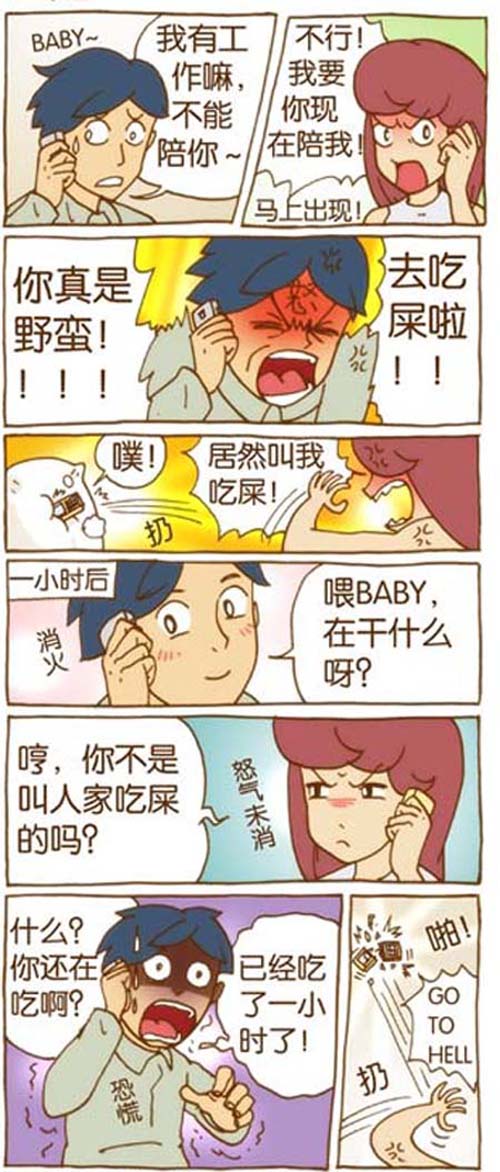 BABY~
我有工
作嘛,
不能
陪你~
不行!
我要
你现
在陪我!
马上出现!
你真是
野蛮!
!!!!
怒
去吃
屎啦
!!
噗!
扔
居然叫我
吃屎!
一小时后
消火
喂BABY,
在干什么
呀?
哼,你不是
叫人家吃屎
的吗?
怒气未消
什么?
你还在
吃啊?
恐慌
已经吃
了一小
时了!
啪!
GO
TO
HELL
扔